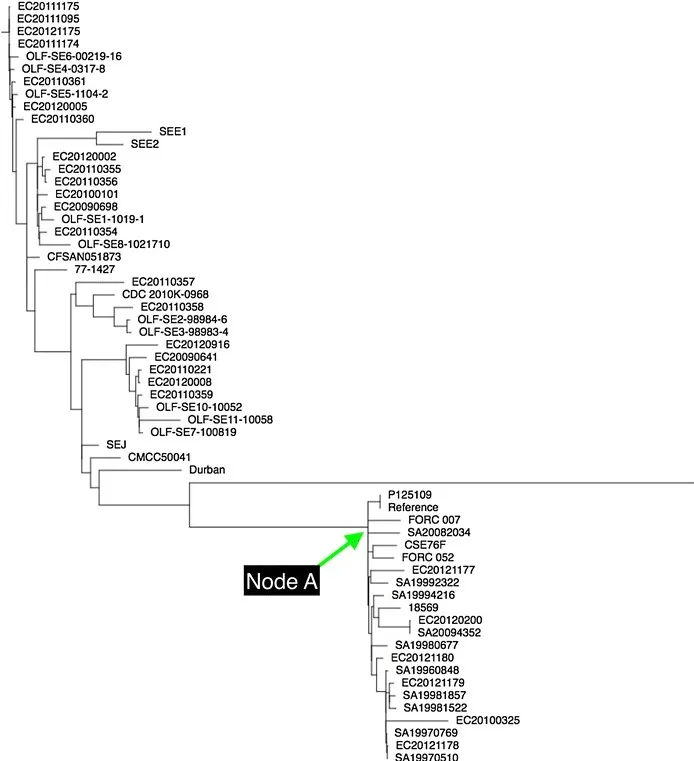 EC20111175
EC20111095
EC20121175
EC20111174
OLF-SE6-00219-16
OLF-SE4-0317-8
EC20110361
OLF-SE5-1104-2
EC20120005
EC20110360
SEE1
SEE2
EC20120002
EC20110355
EC20110356
EC20100101
EC20090698
OLF-SE1-1019-1
EC20110354
OLF-SE8-1021710
CFSAN051873
77-1427
EC20110357
CDC 2010K-0968
EC20110358
OLF-SE2-98984-6
OLF-SE3-98983-4
EC20120916
EC20090641
EC20110221
EC20120008
EC20110359
OLF-SE10-10052
OLF-SE11-10058
OLF-SE7-100819
SEJ
CMCC50041
Durban
P125109
Reference
FORC 007
SA20082034
CSE76F
FORC 052
EC20121177
Node A
SA19992322
SA19994216
18569
EC20120200
SA20094352
SA19980677
EC20121180
SA19960848
EC20121179
SA19981857
SA19981522
EC20100325
SA19970769
EC20121178
SA19970510